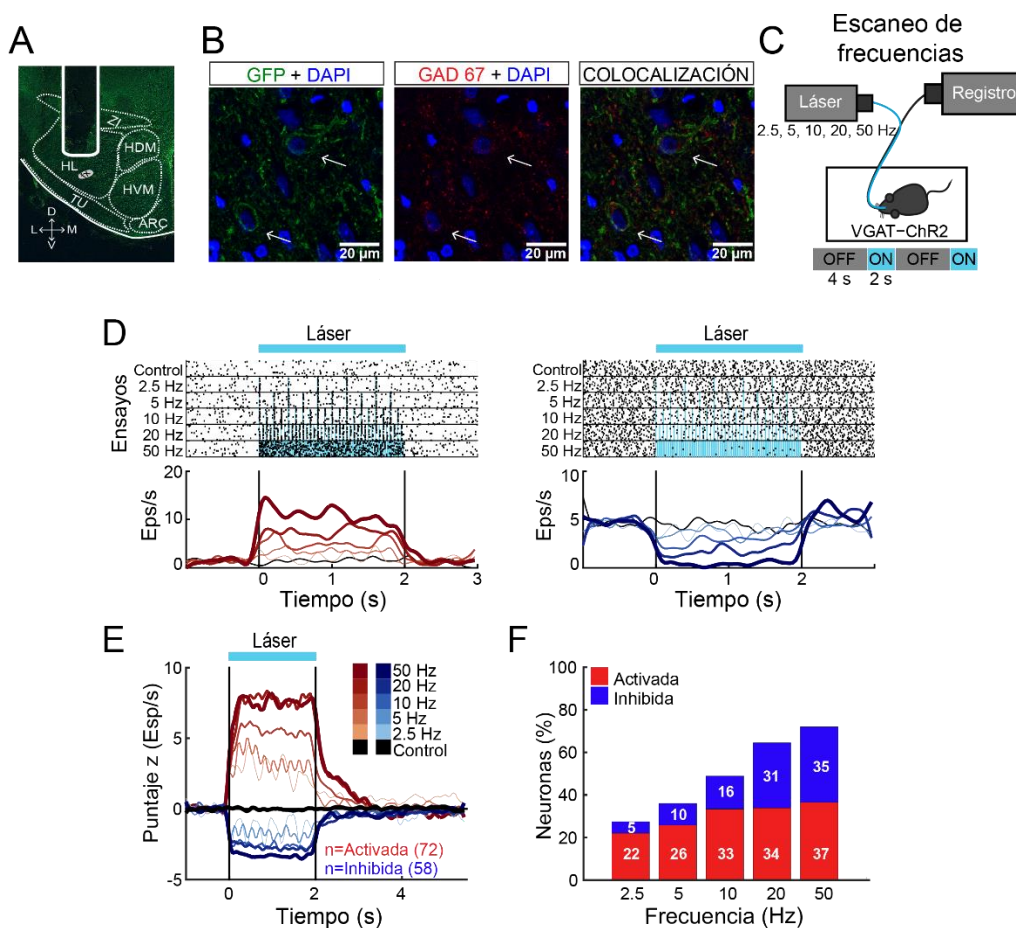 A
ZI
HDM
HL
HVM
TU
ARC
D
L M
V
B
GFP + DAPI
GAD 67 + DAPI
COLOCALIZACIÓN
20 µm
20 µm
20 µm
C
Escaneo de
frecuencias
Láser
Registro
2.5, 5, 10, 20, 50 Hz
VGAT-ChR2
OFF ON OFF ON
4 s 2 s
D
Láser
Ensayos
Control
2.5 Hz
5 Hz
10 Hz
20 Hz
50 Hz
Eps/s
20
10
0
0 1 2 3
Tiempo (s)
Láser
Control
2.5 Hz
5 Hz
10 Hz
20 Hz
50 Hz
Eps/s
10
5
0
0 1 2
Tiempo (s)
E
Láser
Puntaje z (Esp/s)
10
5
0
-5
50 Hz
20 Hz
10 Hz
5 Hz
2.5 Hz
Control
n=Activada (72)
n=Inhibida (58)
0 2 4
Tiempo (s)
F
Neuronas (%)
100
80
60
40
20
0
Activada
Inhibida
5 10 16 31 35
22 26 33 34 37
2.5 5 10 20 50
Frecuencia (Hz)